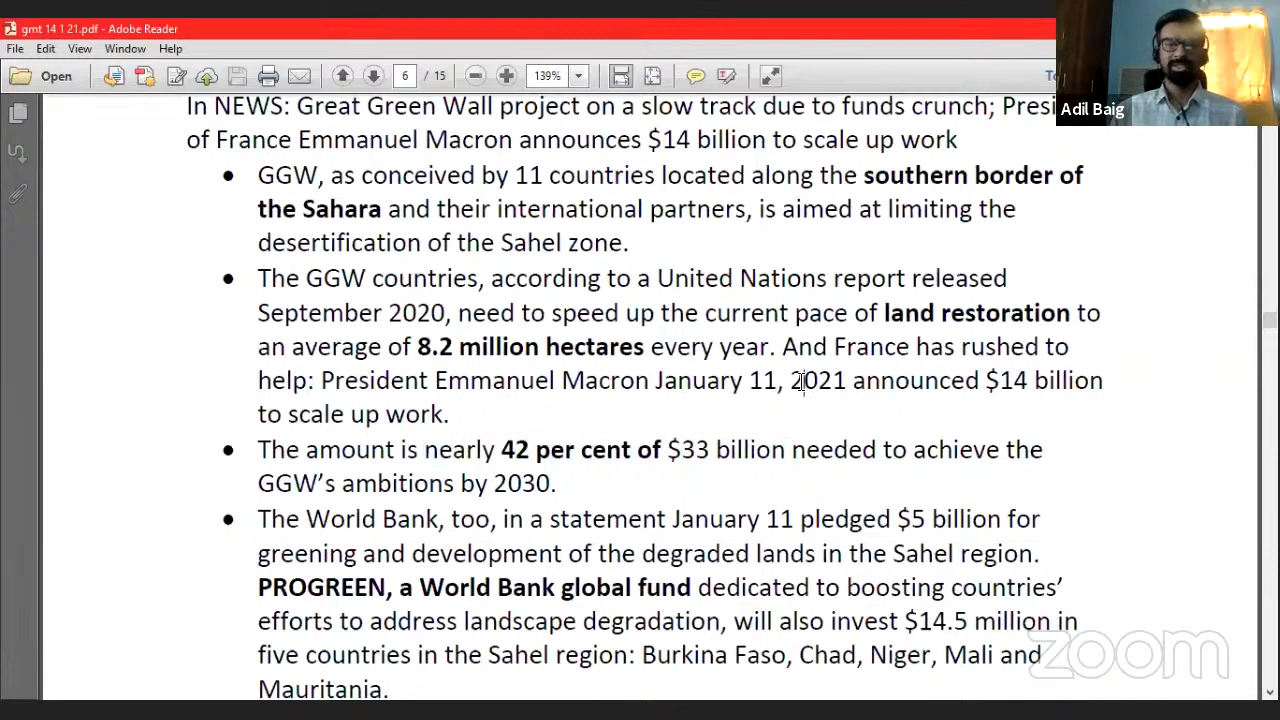 grmt 14 1 21.pdf - Adobe Reader
File Edit View Window Help
Open 6 / 15 139%
In NEWS: Great Green Wall project on a slow track due to funds crunch; Presi
of France Emmanuel Macron announces $14 billion to scale up work
Adil Baig
• GGW, as conceived by 11 countries located along the southern border of
the Sahara and their international partners, is aimed at limiting the
desertification of the Sahel zone.
• The GGW countries, according to a United Nations report released
September 2020, need to speed up the current pace of land restoration to
an average of 8.2 million hectares every year. And France has rushed to
help: President Emmanuel Macron January 11, 2021 announced $14 billion
to scale up work.
• The amount is nearly 42 per cent of $33 billion needed to achieve the
GGW’s ambitions by 2030.
• The World Bank, too, in a statement January 11 pledged $5 billion for
greening and development of the degraded lands in the Sahel region.
PROGREEN, a World Bank global fund dedicated to boosting countries’
efforts to address landscape degradation, will also invest $14.5 million in
five countries in the Sahel region: Burkina Faso, Chad, Niger, Mali and
Mauritania.
zoom